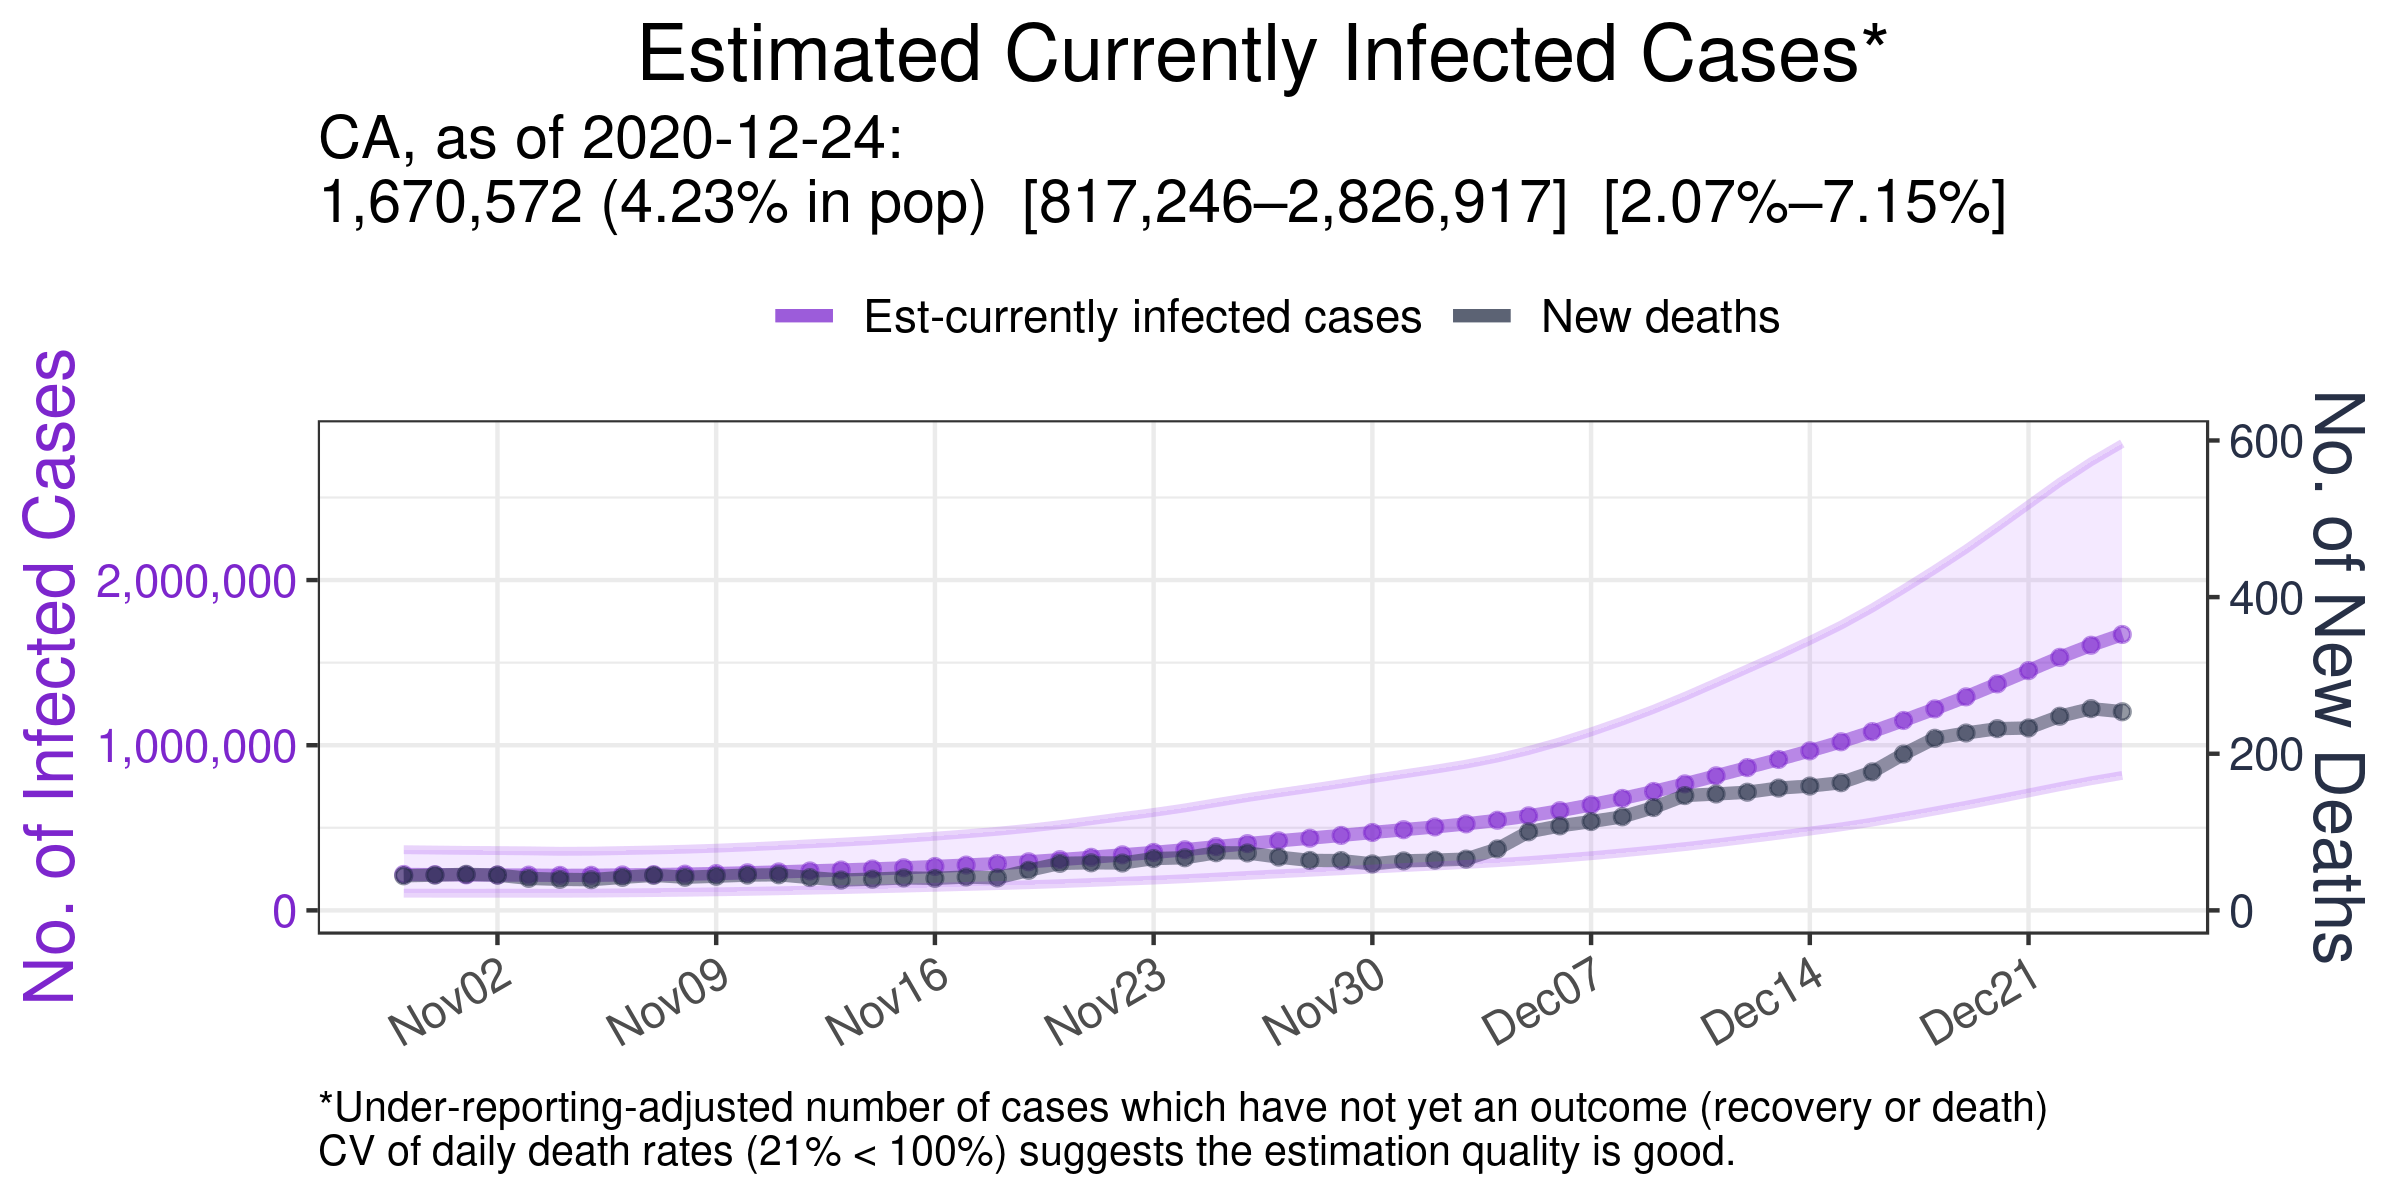 Estimated Currently Infected Cases*
CA, as of 2020-12-24:
1,670,572 (4.23% in pop) [817,246–2,826,917] [2.07%–7.15%]
Est-currently infected cases
New deaths
No. of Infected Cases
2,000,000
1,000,000
0
600
400
200
0
No. of New Deaths
Nov02
Nov09
Nov16
Nov23
Nov30
Dec07
Dec14
Dec21
*Under-reporting-adjusted number of cases which have not yet an outcome (recovery or death)
CV of daily death rates (21% < 100%) suggests the estimation quality is good.